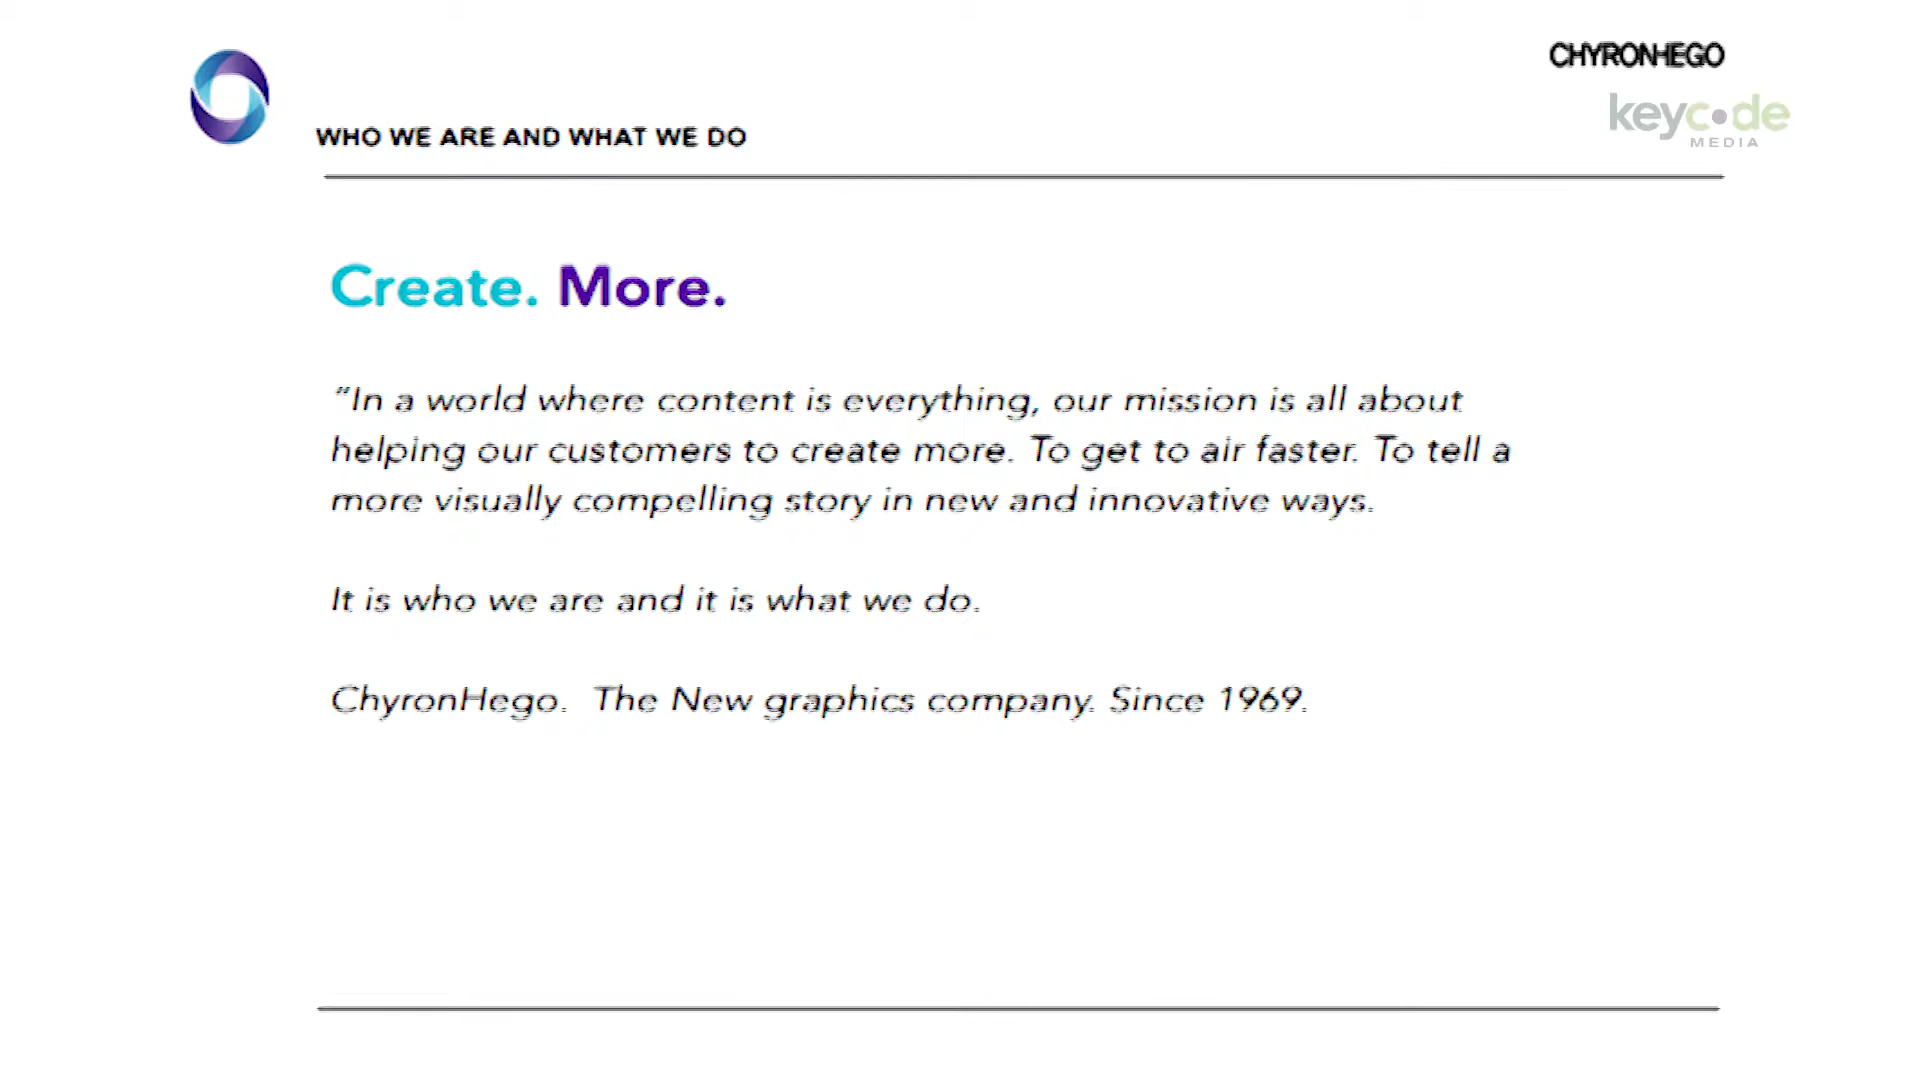 CHYRONHEGO
keycode
MEDIA
WHO WE ARE AND WHAT WE DO
Create. More.
“In a world where content is everything, our mission is all about
helping our customers to create more. To get to air faster. To tell a
more visually compelling story in new and innovative ways.
It is who we are and it is what we do.
ChyronHego. The New graphics company. Since 1969.